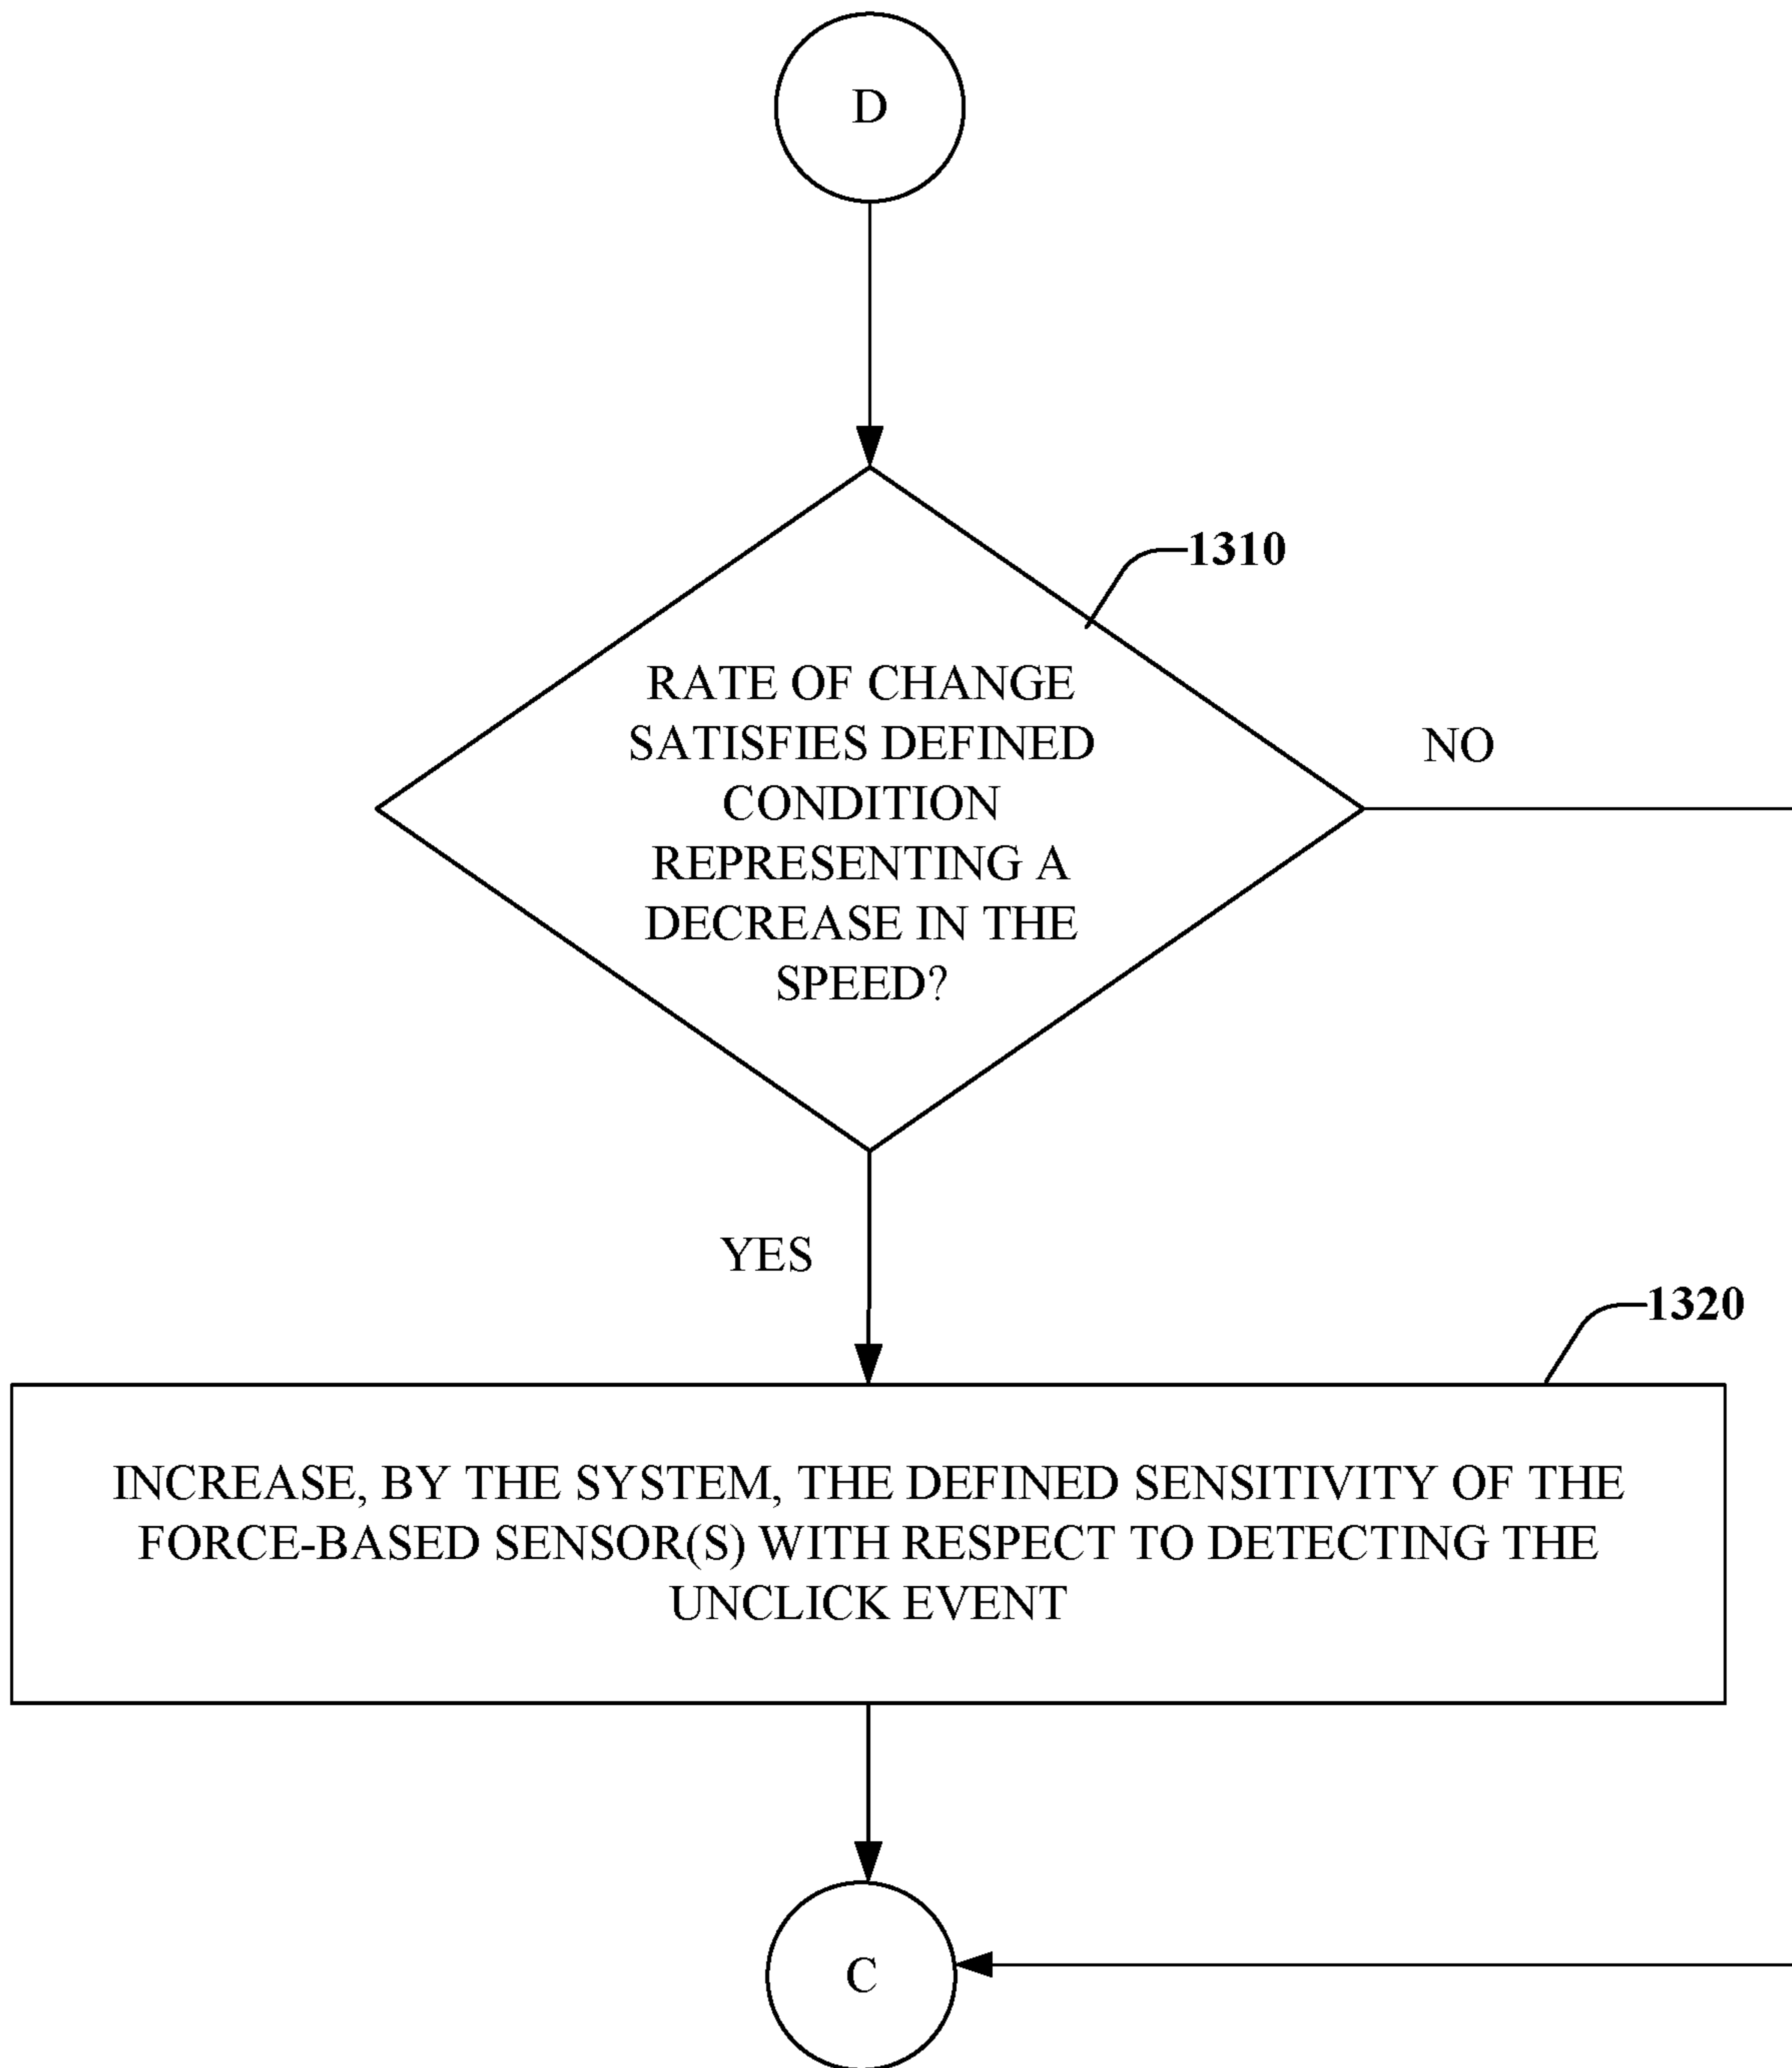 D
1310
RATE OF CHANGE
SATISFIES DEFINED
CONDITION
REPRESENTING A
DECREASE IN THE
SPEED?
NO
YES
1320
INCREASE, BY THE SYSTEM, THE DEFINED SENSITIVITY OF THE
FORCE-BASED SENSOR(S) WITH RESPECT TO DETECTING THE
UNCLICK EVENT
C